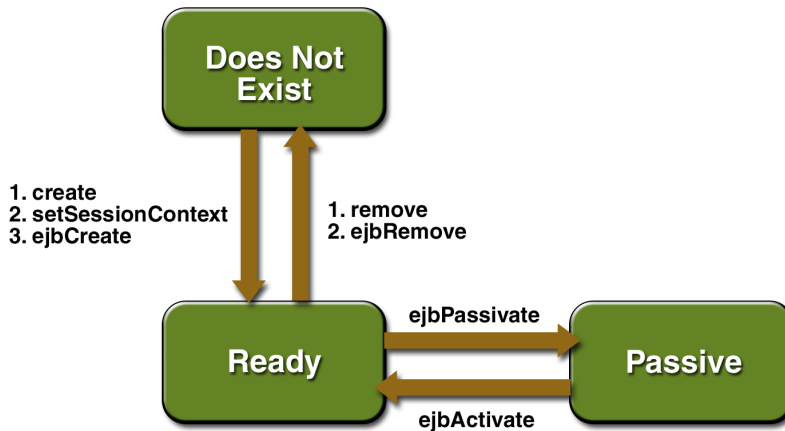 Does Not
Exist
1. create
2. setSessionContext
3. ejbCreate
1. remove
2. ejbRemove
Ready
ejbPassivate
ejbActivate
Passive